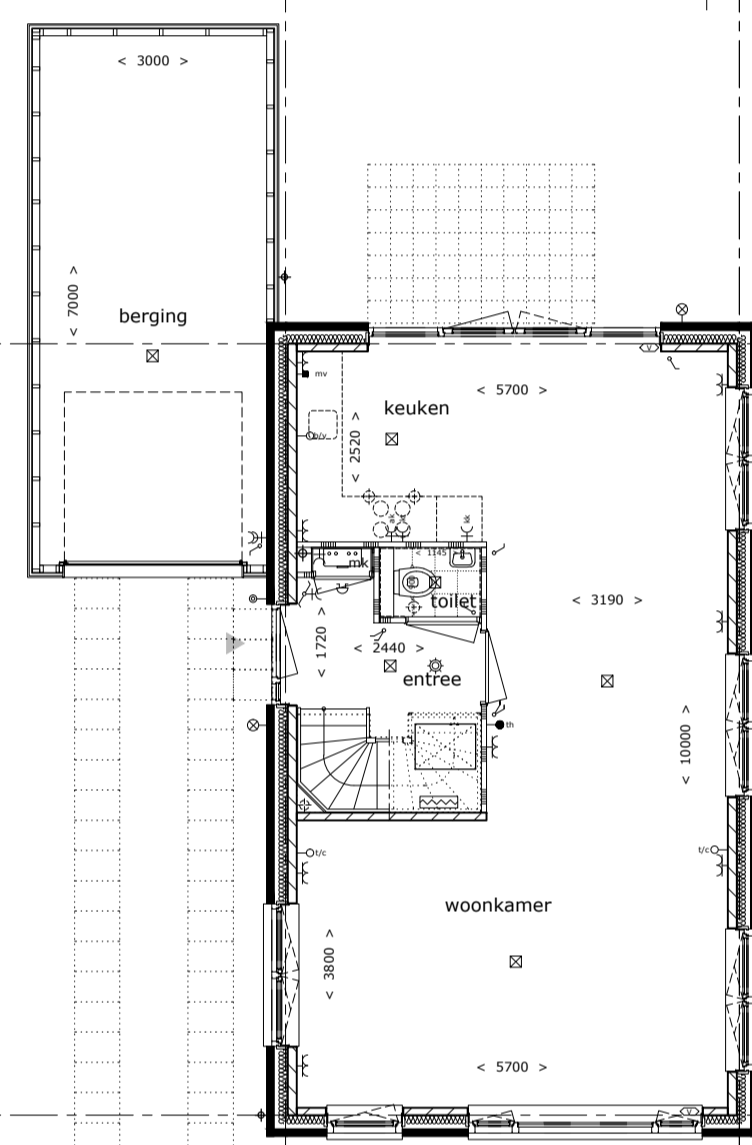 < 3000 >
< 7000 >
berging
mv
keuken
< 5700 >
< 2520 >
kk
mk
< 1145 >
toilet
< 3190 >
< 1720 >
< 2440 >
entree
th
< 10000 >
t/c
t/c
woonkamer
< 3800 >
< 5700 >
V
V